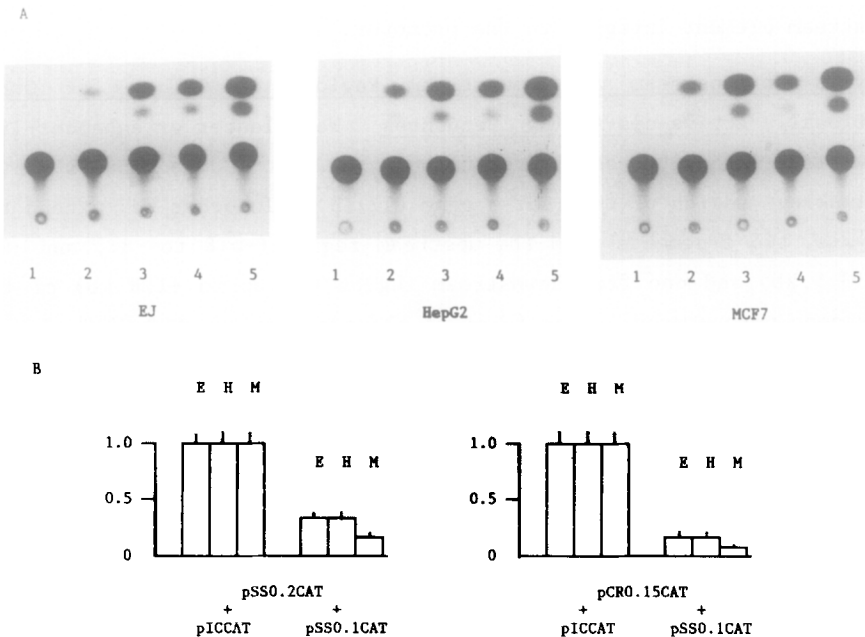 A
1 2 3 4 5
EJ
1 2 3 4 5
HepG2
1 2 3 4 5
MCF7
B
E H M
1.0
0.5
0
E H M
pSS0.2CAT
+ +
pICCAT pSS0.1CAT
E H M
1.0
0.5
0
E H M
pCR0.15CAT
+ +
pICCAT pSS0.1CAT